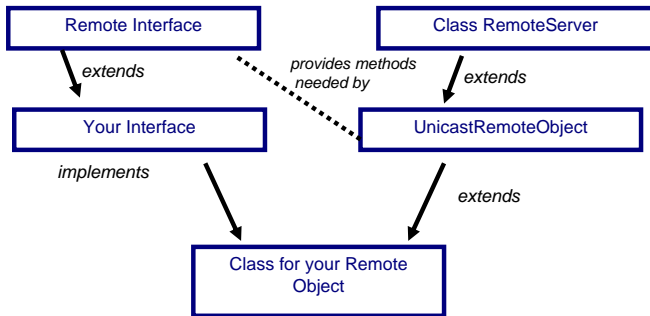 Remote Interface
Class RemoteServer
extends
provides methods
needed by
extends
Your Interface
UnicastRemoteObject
implements
extends
Class for your Remote
Object